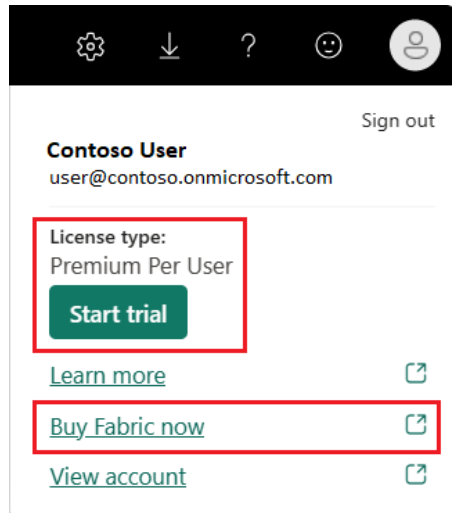 ?
Sign out
Contoso User
user@contoso.onmicrosoft.com
License type:
Premium Per User
Start trial
Learn more
Buy Fabric now
View account